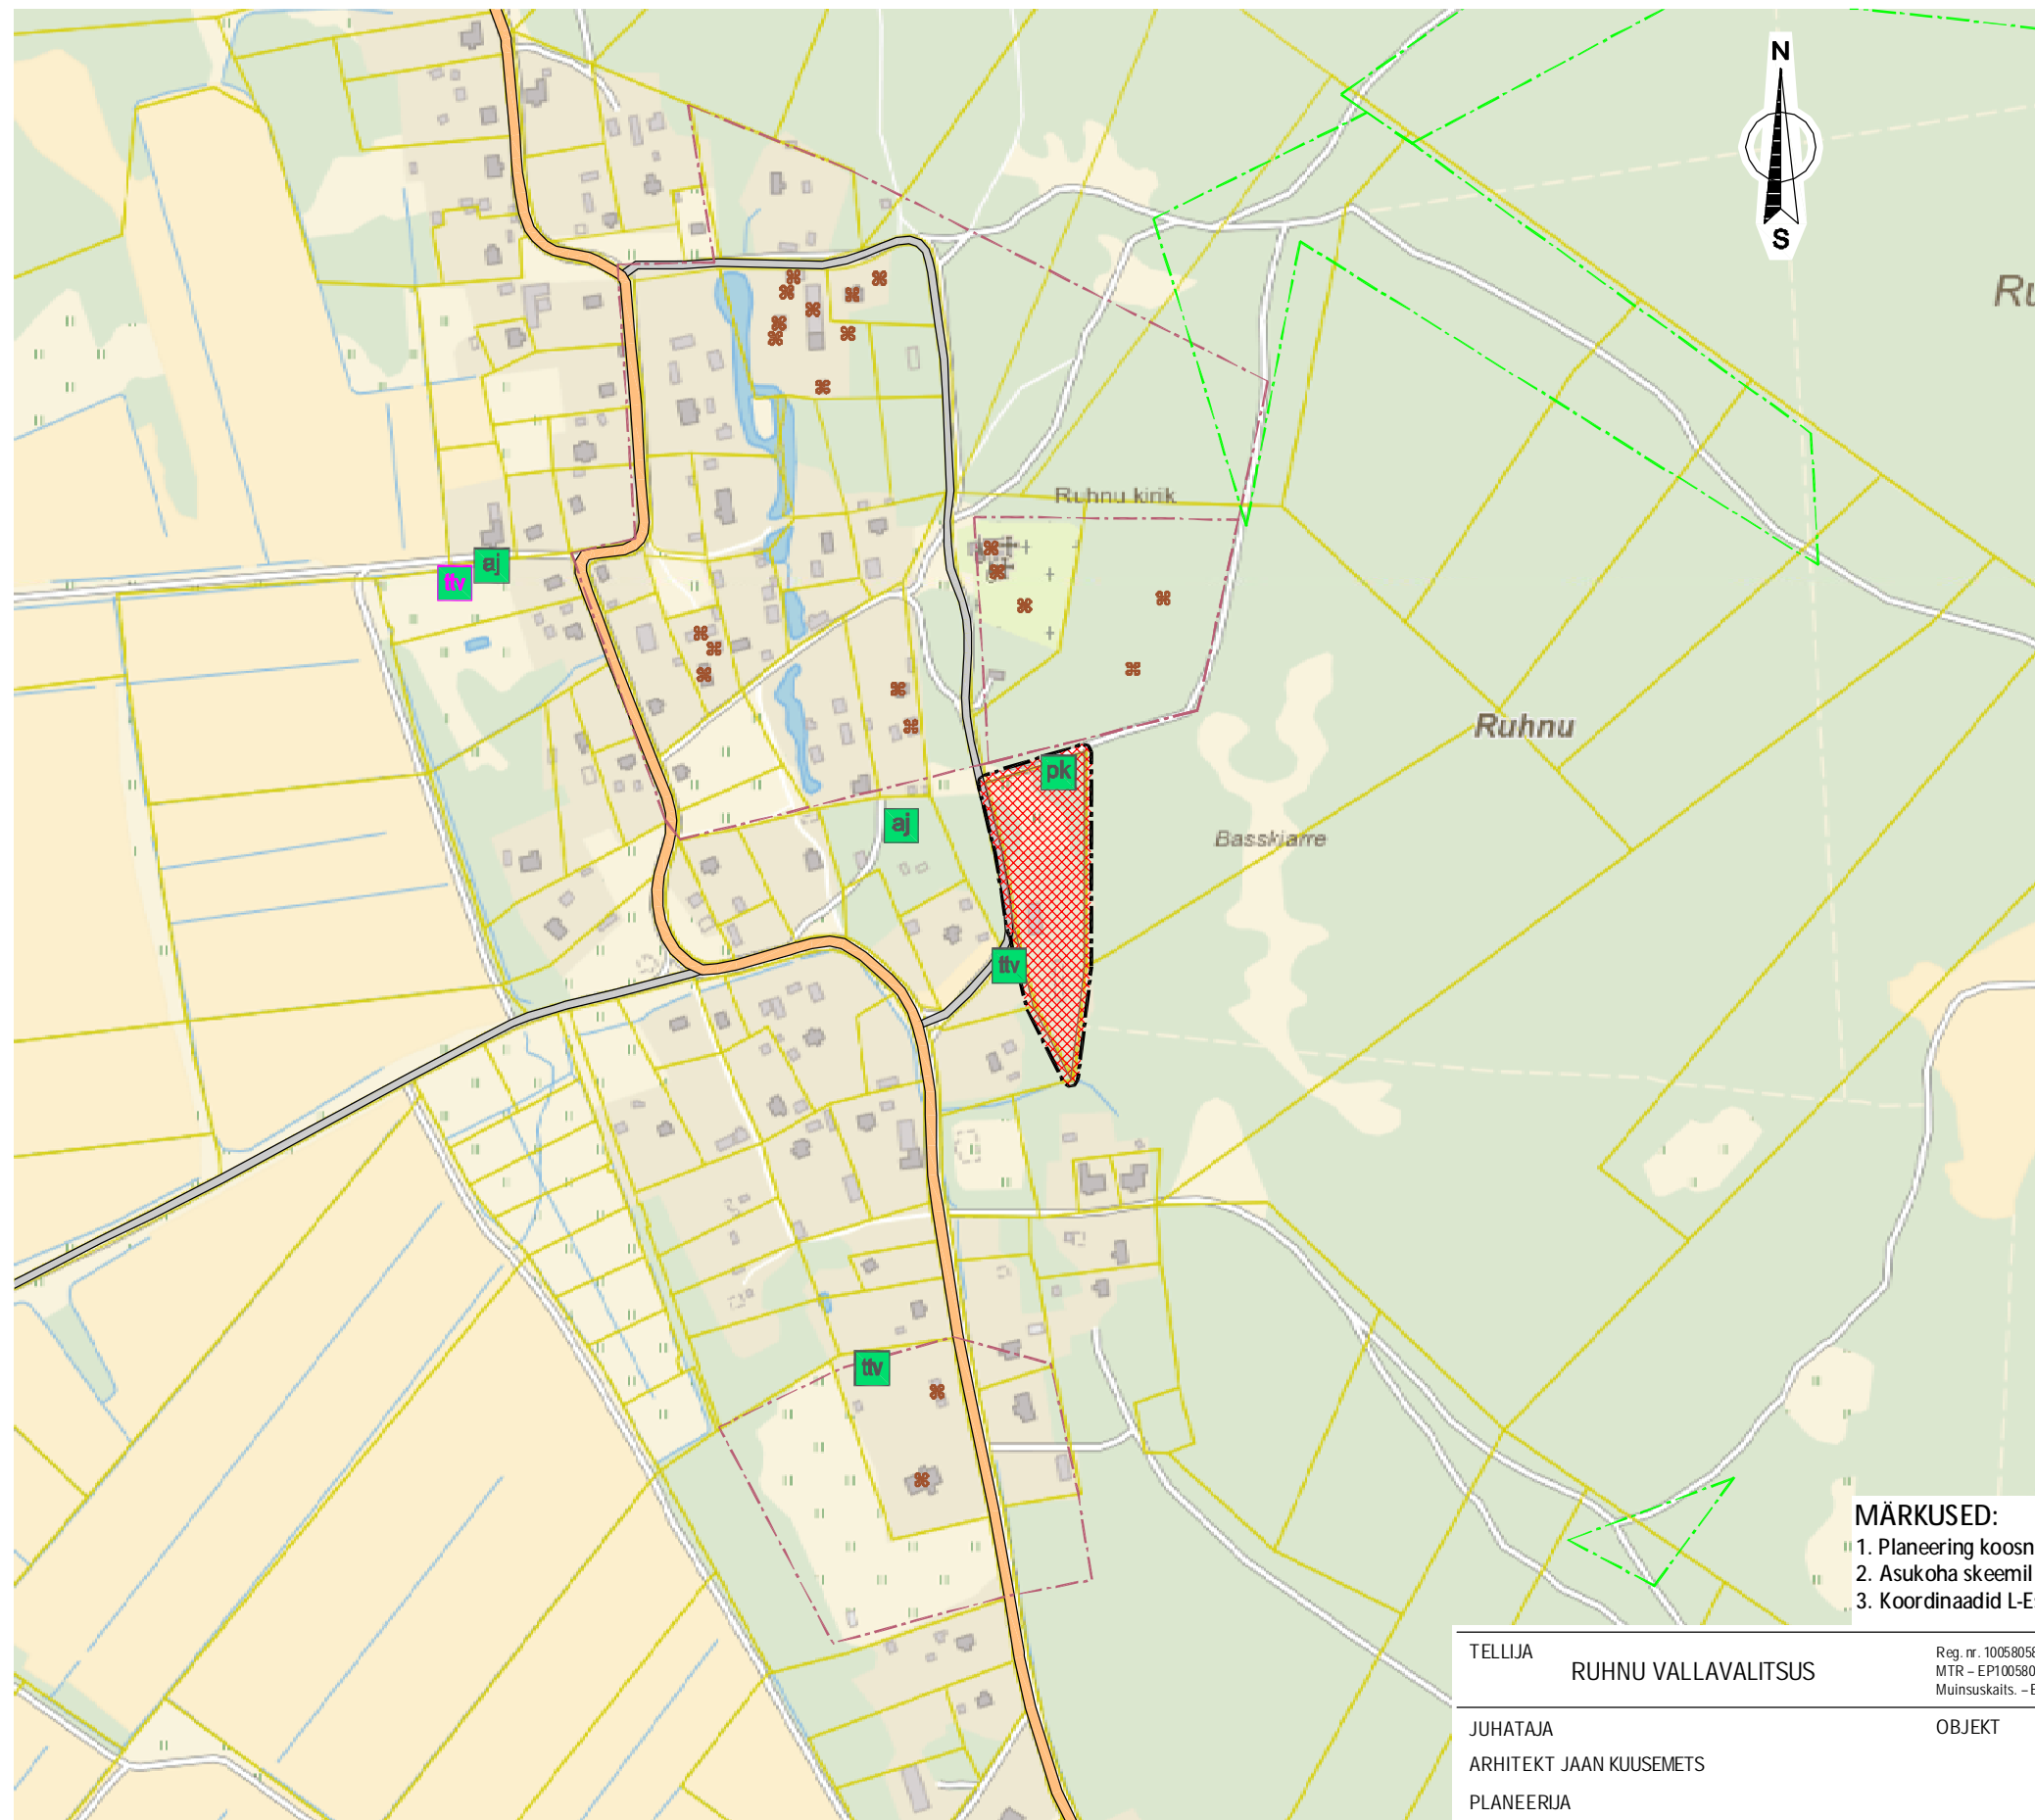 N
S
Ru
Ruhnu kirik
aj
ttv
Ruhnu
pk
aj
Basskiarre
ttv
ttv
MÄRKUSED:
1. Planeering koosn
2. Asukoha skeemil
3. Koordinaadid L-Es
TELLIJA
RUHNU VALLAVALITSUS
Reg. nr. 10058058
MTR – EP100580
Muinsuskaits. – E
JUHATAJA
OBJEKT
ARHITEKT JAAN KUUSEMETS
PLANEERIJA